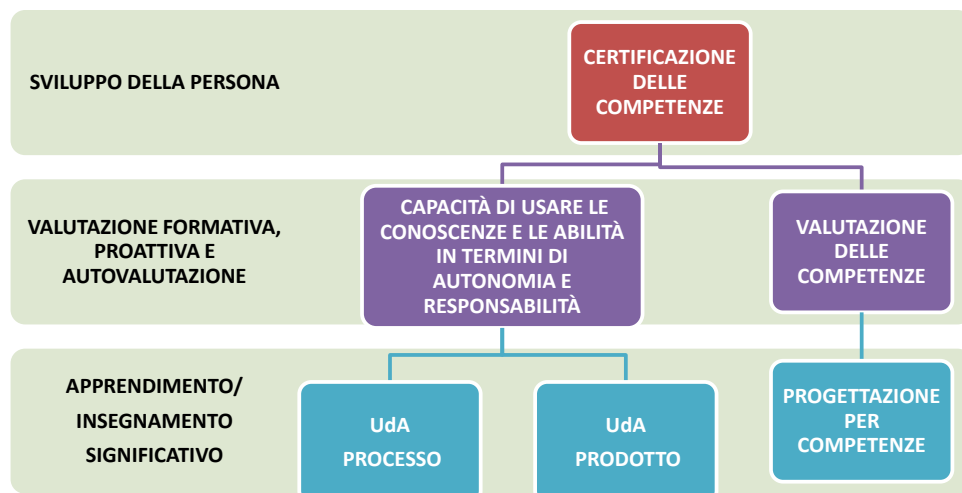 SVILUPPO DELLA PERSONA
CERTIFICAZIONE
DELLE
COMPETENZE
VALUTAZIONE FORMATIVA,
PROATTIVA E
AUTOVALUTAZIONE
CAPACITÀ DI USARE LE
CONOSCENZE E LE ABILITÀ
IN TERMINI DI
AUTONOMIA E
RESPONSABILITÀ
VALUTAZIONE
DELLE
COMPETENZE
APPRENDIMENTO/
INSEGNAMENTO
SIGNIFICATIVO
UdA
PROCESSO
UdA
PRODOTTO
PROGETTAZIONE
PER
COMPETENZE